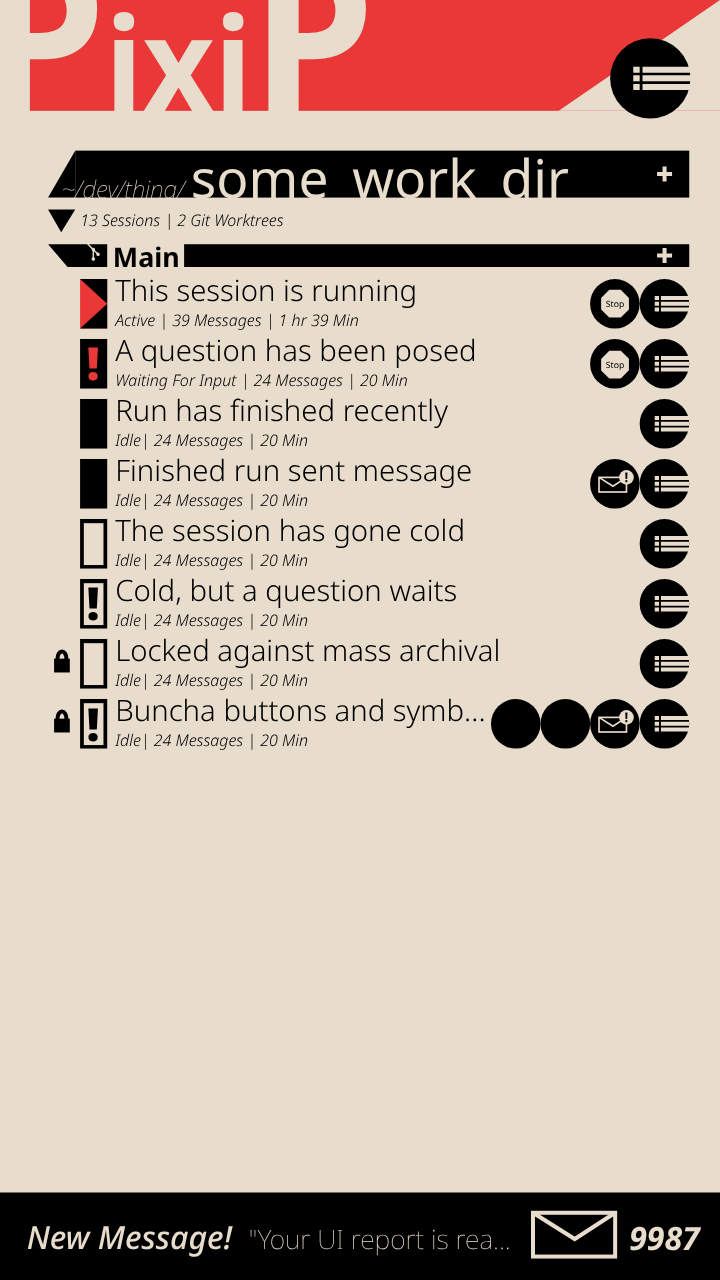 PixiP
~/dev/thing/ some_work_dir +
13 Sessions | 2 Git Worktrees
Main +
This session is running
Active | 39 Messages | 1 hr 39 Min
Stop
A question has been posed
Waiting For Input | 24 Messages | 20 Min
Stop
Run has finished recently
Idle| 24 Messages | 20 Min
Finished run sent message
Idle| 24 Messages | 20 Min
!
The session has gone cold
Idle| 24 Messages | 20 Min
Cold, but a question waits
Idle| 24 Messages | 20 Min
Locked against mass archival
Idle| 24 Messages | 20 Min
Buncha buttons and symb...
Idle| 24 Messages | 20 Min
!
New Message! "Your UI report is rea... 9987